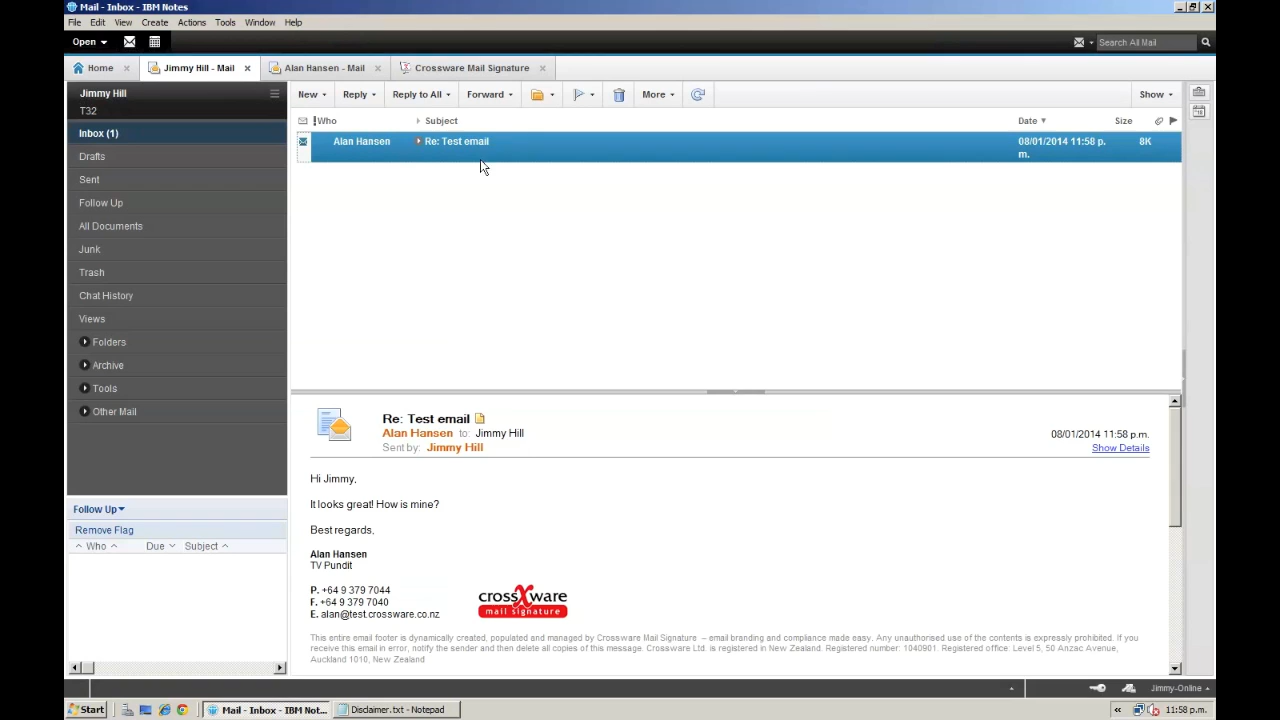 Mail - Inbox - IBM Notes
File Edit View Create Actions Tools Window Help
Open Search All Mail
Home Jimmy Hill - Mail Alan Hansen - Mail Crossware Mail Signature
Jimmy Hill
T32
New Reply Reply to All Forward More Show
! Who Subject Date Size
Inbox (1)
Alan Hansen Re: Test email 08/01/2014 11:58 p.
m. 8K
Drafts
Sent
Follow Up
All Documents
Junk
Trash
Chat History
Views
Folders
Archive
Tools
Other Mail
Re: Test email
Alan Hansen to: Jimmy Hill 08/01/2014 11:58 p.m.
Sent by: Jimmy Hill Show Details
Hi Jimmy,
It looks great! How is mine?
Best regards,
Alan Hansen
TV Pundit
P. +64 9 379 7044
F. +64 9 379 7040
E. alan@test.crossware.co.nz
crossXware
mail signature
This entire email footer is dynamically created, populated and managed by Crossware Mail Signature – email branding and compliance made easy. Any unauthorised use of the contents is expressly prohibited. If you
receive this email in error, notify the sender and then delete all copies of this message. Crossware Ltd. is registered in New Zealand. Registered number: 1040901. Registered office: Level 5, 50 Anzac Avenue,
Auckland 1010, New Zealand
Follow Up
Remove Flag
Who Due Subject
Jimmy-Online
Start Mail - Inbox - IBM Not... Disclaimer.txt - Notepad « 11:58 p.m.